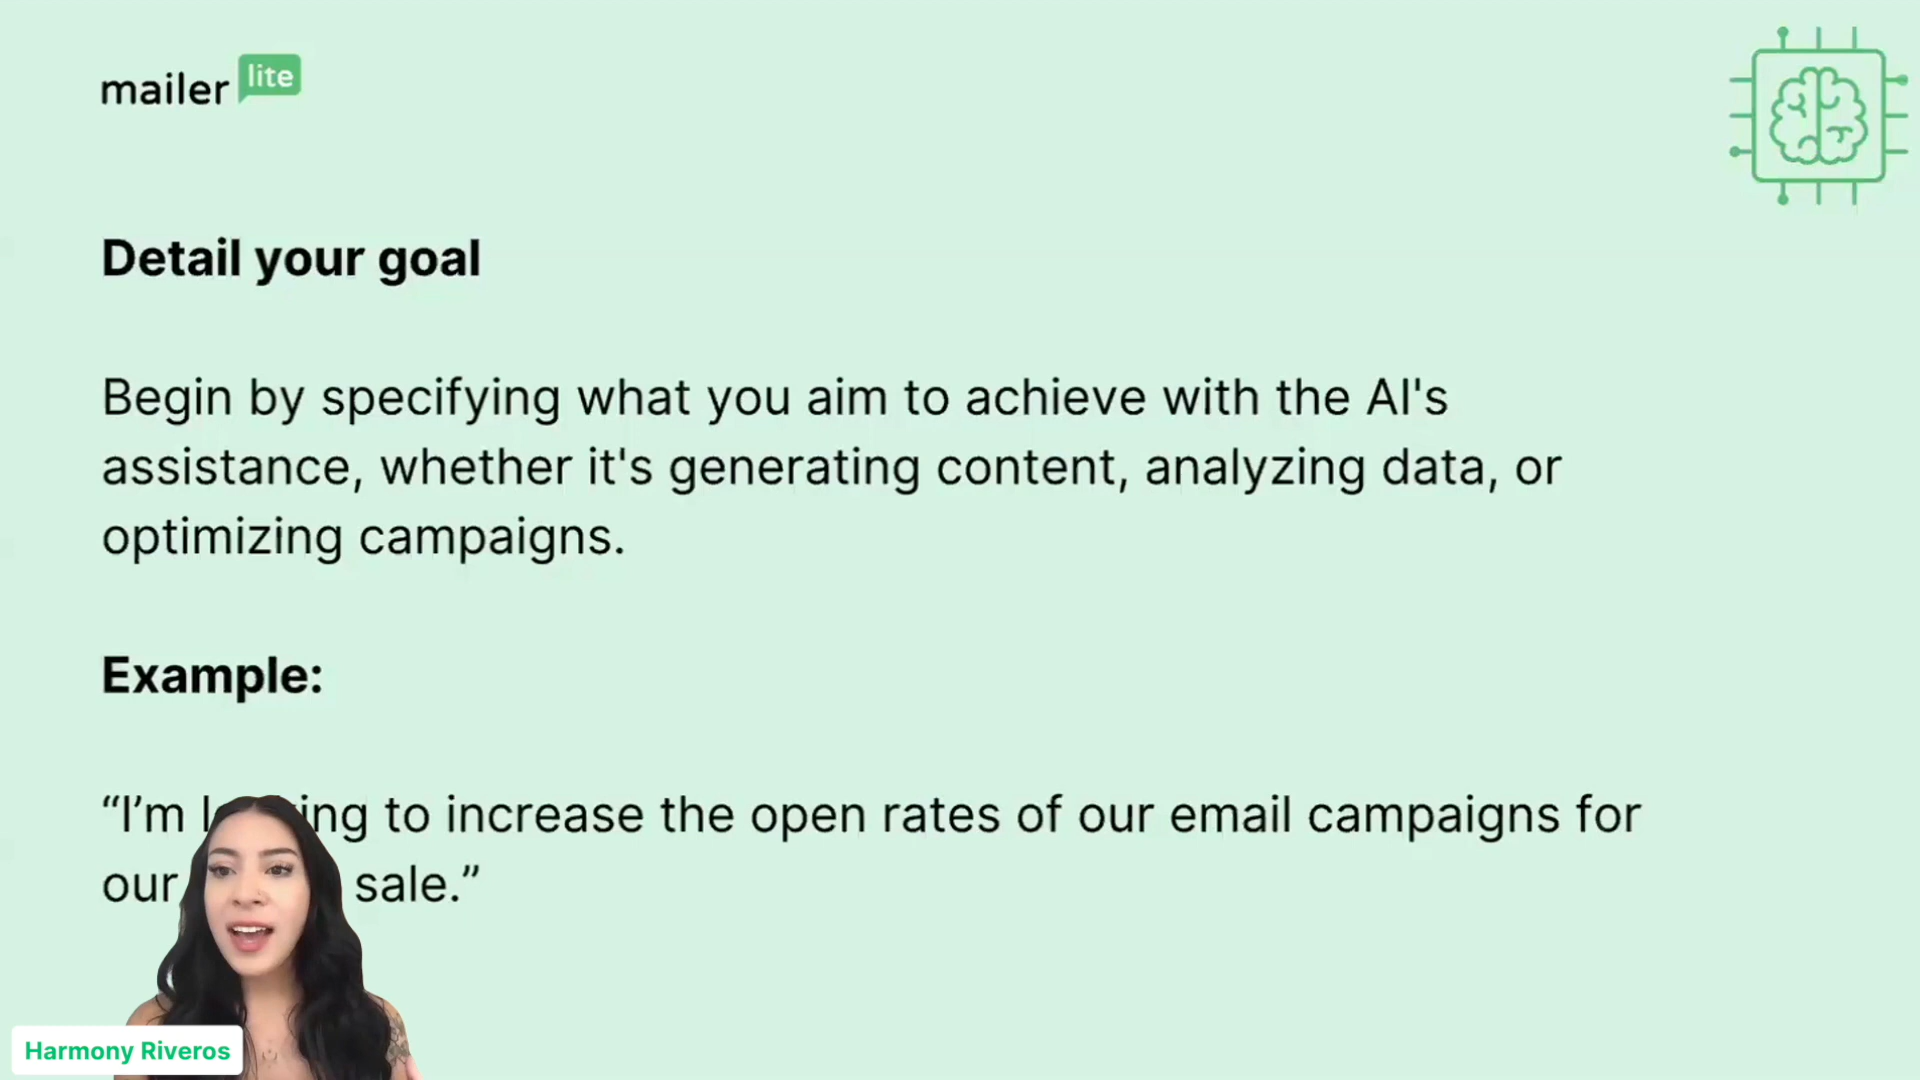 mailer lite
Detail your goal
Begin by specifying what you aim to achieve with the AI's
assistance, whether it's generating content, analyzing data, or
optimizing campaigns.
Example:
“I’m to increase the open rates of our email campaigns for
our sale.”
Harmony Riveros